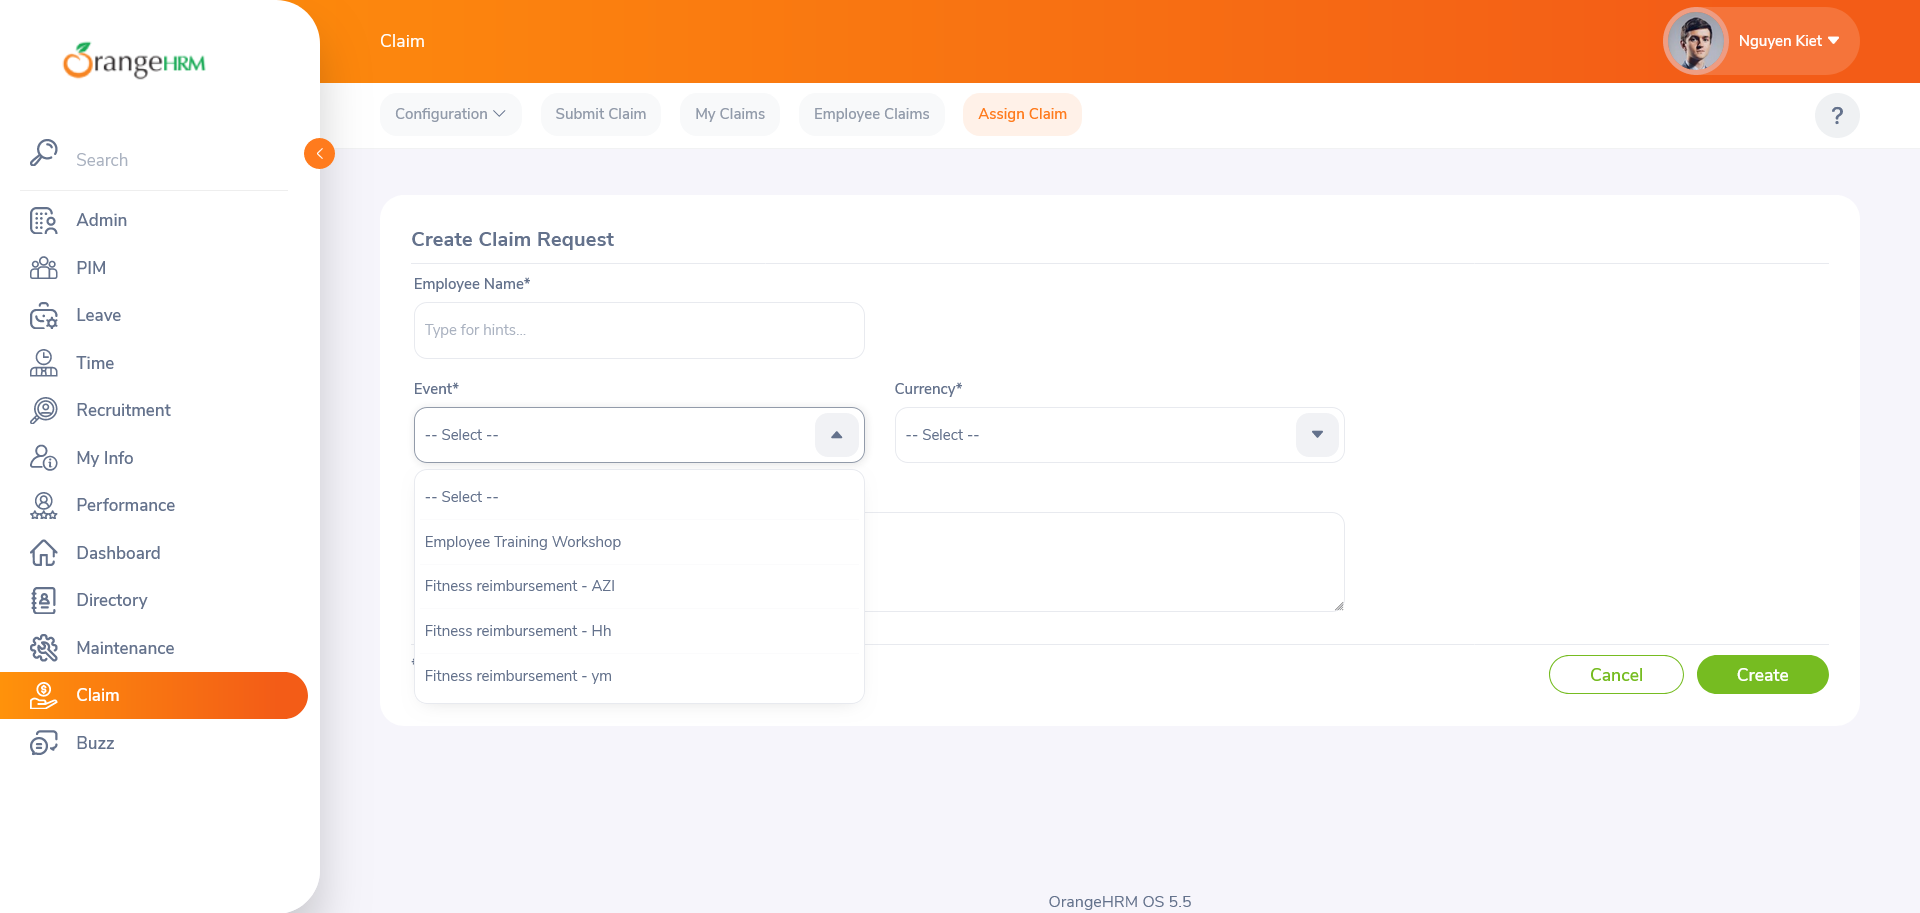 OrangeHRM
Claim
Nguyen Kiet
Configuration
Submit Claim
My Claims
Employee Claims
Assign Claim
?
Search
Admin
PIM
Leave
Time
Recruitment
My Info
Performance
Dashboard
Directory
Maintenance
Claim
Buzz
Create Claim Request
Employee Name*
Type for hints...
Event*
Currency*
-- Select --
-- Select --
-- Select --
Employee Training Workshop
Fitness reimbursement - AZI
Fitness reimbursement - Hh
Fitness reimbursement - ym
*
Cancel
Create
OrangeHRM OS 5.5